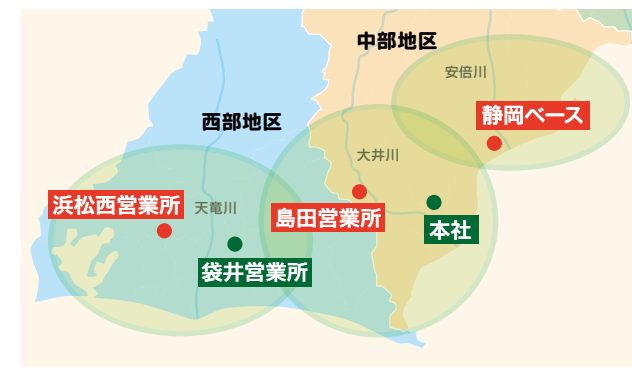 中部地区
安倍川
静岡ベース
西部地区
大井川
浜松西営業所
天竜川
島田営業所
本社
袋井営業所